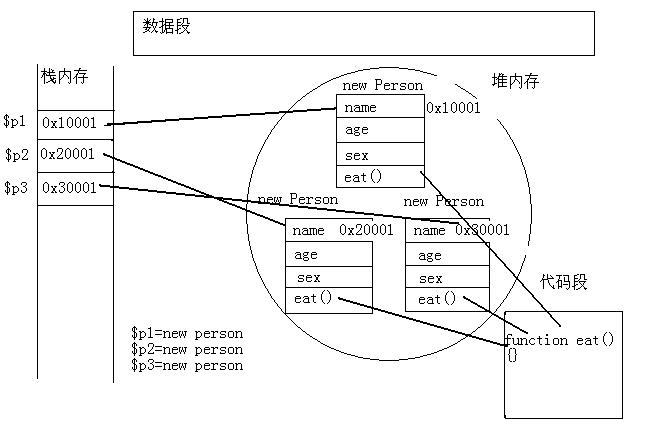 数据段
栈内存
堆内存
new Person
$p1 0x10001
name 0x10001
age
sex
eat()
$p2 0x20001
$p3 0x30001
new Person
name 0x20001
age
sex
eat()
new Person
name 0x30001
age
sex
eat()
代码段
function eat()
{}
$p1=new person
$p2=new person
$p3=new person